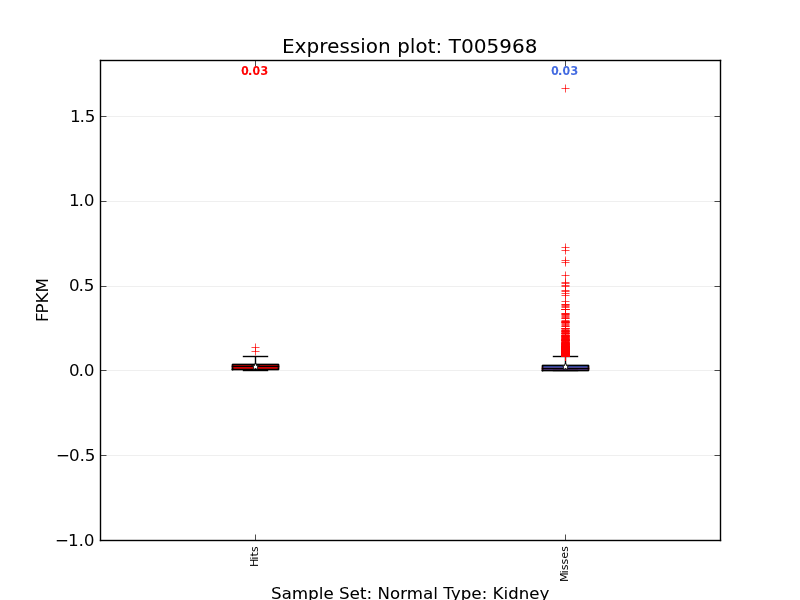 Expression plot: T005968
0.03 0.03
1.5
1.0
0.5
0.0
−0.5
−1.0
FPKM
Hits
Misses
Sample Set: Normal Type: Kidney